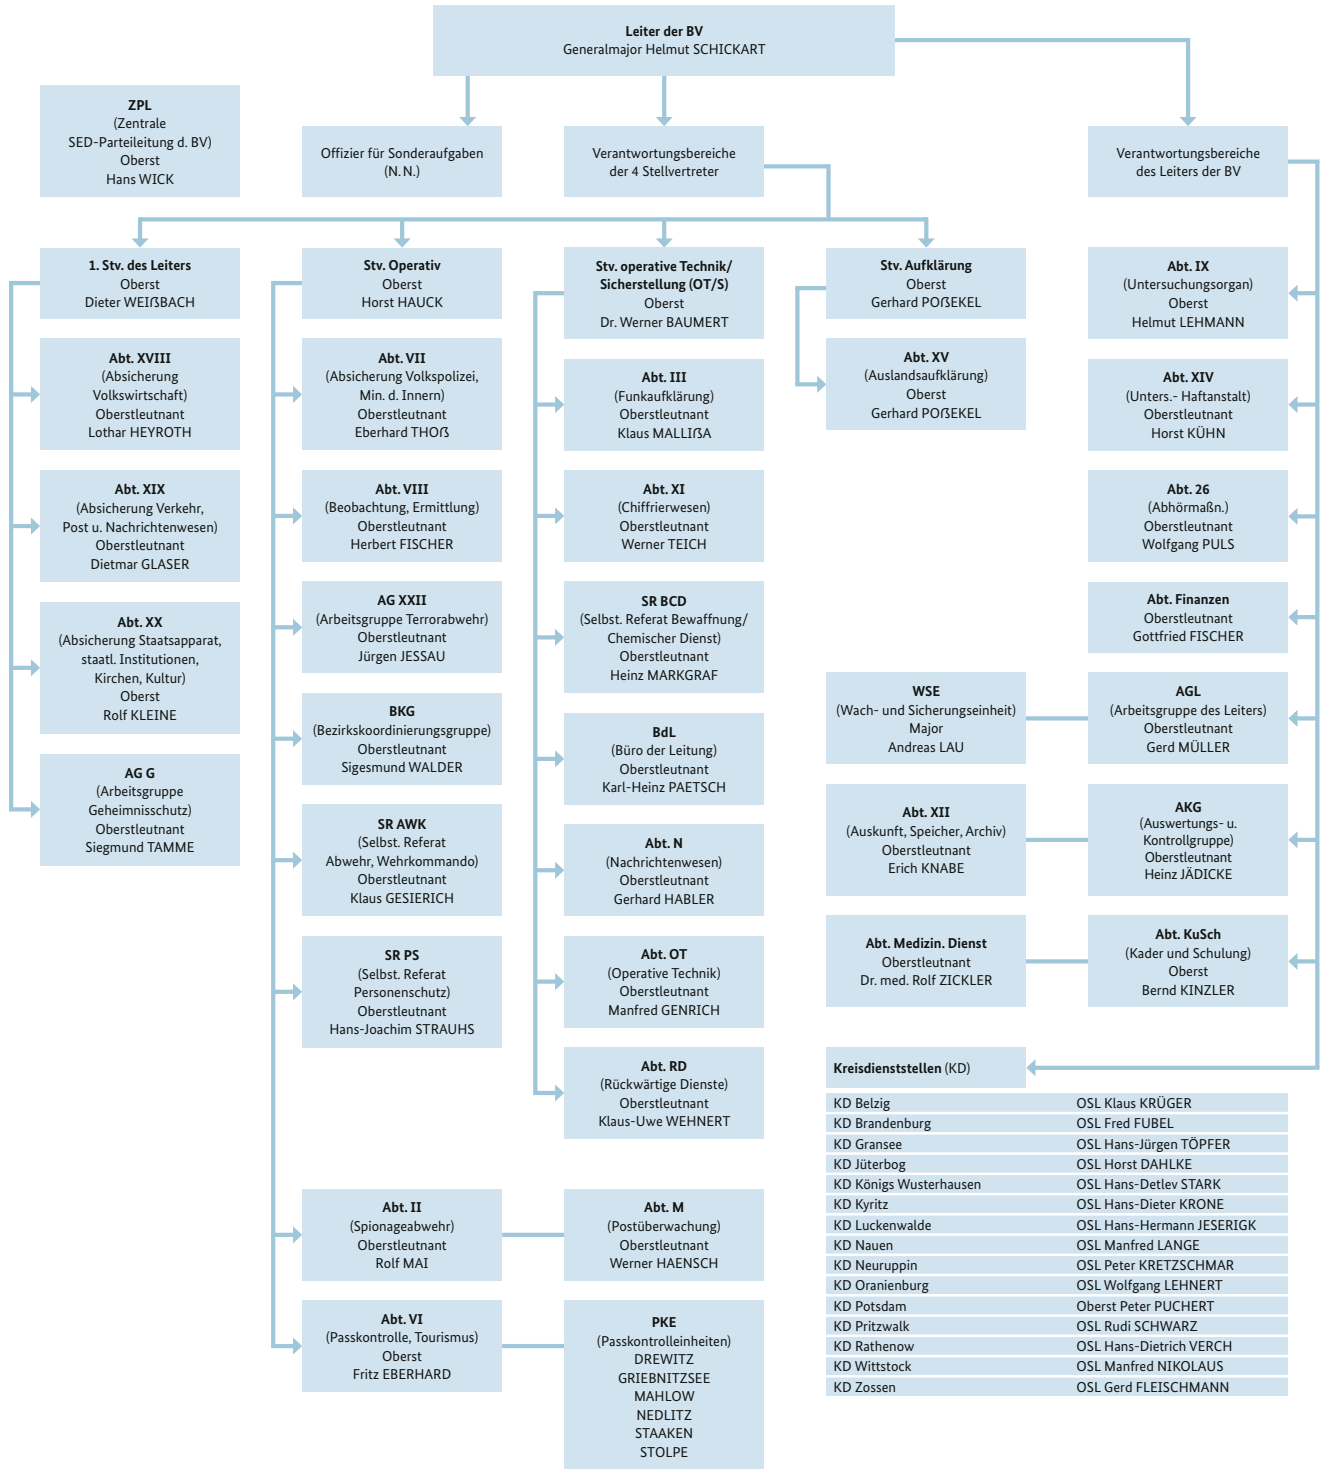 Leiter der BV
Generalmajor Helmut SCHICKART
ZPL
(Zentrale
SED-Parteileitung d. BV)
Oberst
Hans WICK
Offizier für Sonderaufgaben
(N. N.)
Verantwortungsbereiche
der 4 Stellvertreter
Verantwortungsbereiche
des Leiters der BV
1. Stv. des Leiters
Oberst
Dieter WEIẞBACH
Abt. XVIII
(Absicherung
Volkswirtschaft)
Oberstleutnant
Lothar HEYROTH
Abt. XIX
(Absicherung Verkehr,
Post u. Nachrichtenwesen)
Oberstleutnant
Dietmar GLASER
Abt. XX
(Absicherung Staatsapparat,
staatl. Institutionen,
Kirchen, Kultur)
Oberst
Rolf KLEINE
AG G
(Arbeitsgruppe
Geheimnisschutz)
Oberstleutnant
Siegmund TAMME
Stv. Operativ
Oberst
Horst HAUCK
Abt. VII
(Absicherung Volkspolizei,
Min. d. Innern)
Oberstleutnant
Eberhard THOẞ
Abt. VIII
(Beobachtung, Ermittlung)
Oberstleutnant
Herbert FISCHER
AG XXII
(Arbeitsgruppe Terrorabwehr)
Oberstleutnant
Jürgen JESSAU
BKG
(Bezirkskoordinierungsgruppe)
Oberstleutnant
Sigesmund WALDER
SR AWK
(Selbst. Referat
Abwehr, Wehrkommando)
Oberstleutnant
Klaus GESIERICH
SR PS
(Selbst. Referat
Personenschutz)
Oberstleutnant
Hans-Joachim STRAUHS
Abt. II
(Spionageabwehr)
Oberstleutnant
Rolf MAI
Abt. VI
(Passkontrolle, Tourismus)
Oberst
Fritz EBERHARD
Stv. operative Technik/
Sicherstellung (OT/S)
Oberst
Dr. Werner BAUMERT
Abt. III
(Funkaufklärung)
Oberstleutnant
Klaus MALLIẞA
Abt. XI
(Chiffrierwesen)
Oberstleutnant
Werner TEICH
SR BCD
(Selbst. Referat Bewaffnung/
Chemischer Dienst)
Oberstleutnant
Heinz MARKGRAF
BdL
(Büro der Leitung)
Oberstleutnant
Karl-Heinz PAETSCH
Abt. N
(Nachrichtenwesen)
Oberstleutnant
Gerhard HABLER
Abt. OT
(Operative Technik)
Oberstleutnant
Manfred GENRICH
Abt. RD
(Rückwärtige Dienste)
Oberstleutnant
Klaus-Uwe WEHNERT
Abt. M
(Postüberwachung)
Oberstleutnant
Werner HAENSCH
PKE
(Passkontrolleinheiten)
DREWITZ
GRIEBNITZSEE
MAHLOW
NEDLITZ
STAAKEN
STOLPE
Stv. Aufklärung
Oberst
Gerhard POẞEKEL
Abt. XV
(Auslandsaufklärung)
Oberst
Gerhard POẞEKEL
Abt. IX
(Untersuchungsorgan)
Oberst
Helmut LEHMANN
Abt. XIV
(Unters.- Haftanstalt)
Oberstleutnant
Horst KÜHN
Abt. 26
(Abhörmaßn.)
Oberstleutnant
Wolfgang PULS
Abt. Finanzen
Oberstleutnant
Gottfried FISCHER
WSE
(Wach- und Sicherungseinheit)
Major
Andreas LAU
AGL
(Arbeitsgruppe des Leiters)
Oberstleutnant
Gerd MÜLLER
Abt. XII
(Auskunft, Speicher, Archiv)
Oberstleutnant
Erich KNABE
AKG
(Auswertungs- u.
Kontrollgruppe)
Oberstleutnant
Heinz JÄDICKE
Abt. Medizin. Dienst
Oberstleutnant
Dr. med. Rolf ZICKLER
Abt. KuSch
(Kader und Schulung)
Oberst
Bernd KINZLER
Kreisdienststellen (KD)
KD Belzig OSL Klaus KRÜGER
KD Brandenburg OSL Fred FUBEL
KD Gransee OSL Hans-Jürgen TÖPFER
KD Jüterbog OSL Horst DAHLKE
KD Königs Wusterhausen OSL Hans-Detlev STARK
KD Kyritz OSL Hans-Dieter KRONE
KD Luckenwalde OSL Hans-Hermann JESERIGK
KD Nauen OSL Manfred LANGE
KD Neuruppin OSL Peter KRETZSCHMAR
KD Oranienburg OSL Wolfgang LEHNERT
KD Potsdam Oberst Peter PUCHERT
KD Pritzwalk OSL Rudi SCHWARZ
KD Rathenow OSL Hans-Dietrich VERCH
KD Wittstock OSL Manfred NIKOLAUS
KD Zossen OSL Gerd FLEISCHMANN